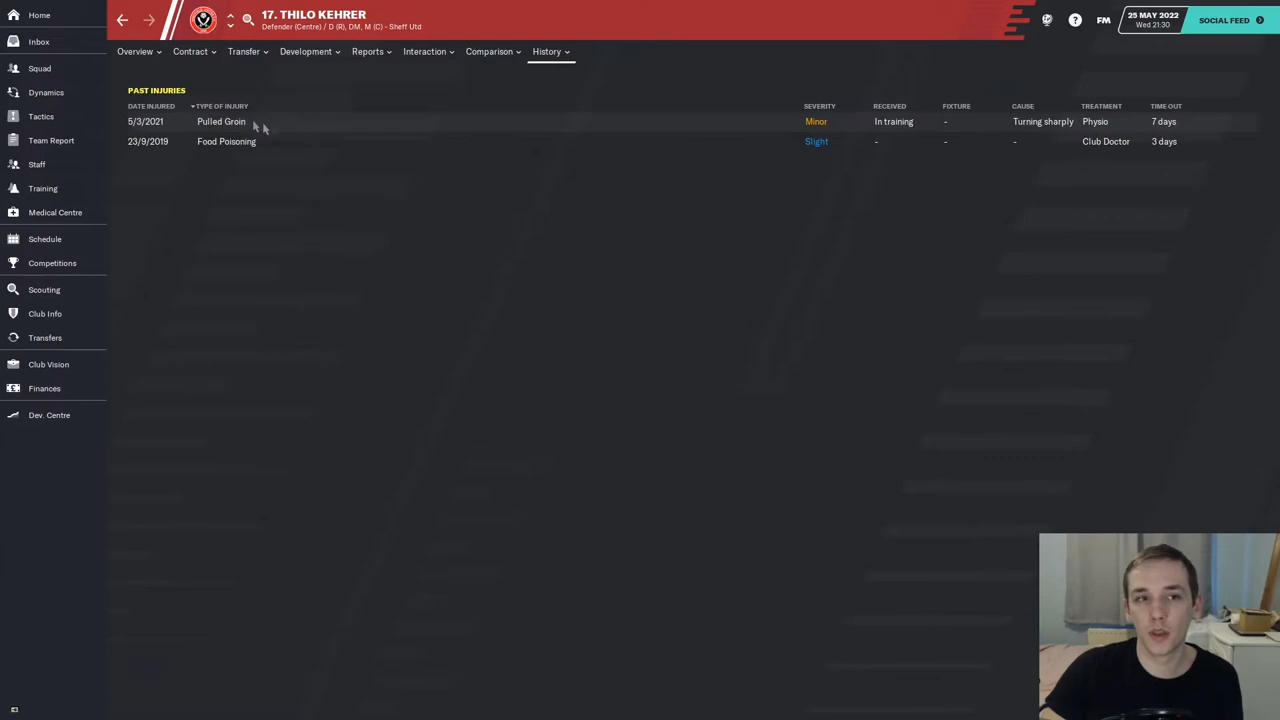 Home
Inbox
Squad
Dynamics
Tactics
Team Report
Staff
Training
Medical Centre
Schedule
Competitions
Scouting
Club Info
Transfers
Club Vision
Finances
Dev. Centre
17. THILO KEHRER
Defender (Centre) / D (R), DM, M (C) - Sheff Utd
FM
25 MAY 2022
Wed 21:30
SOCIAL FEED
Overview Contract Transfer Development Reports Interaction Comparison History
PAST INJURIES
DATE INJURED TYPE OF INJURY SEVERITY RECEIVED FIXTURE CAUSE TREATMENT TIME OUT
5/3/2021 Pulled Groin Minor In training - Turning sharply Physio 7 days
23/9/2019 Food Poisoning Slight - - - Club Doctor 3 days